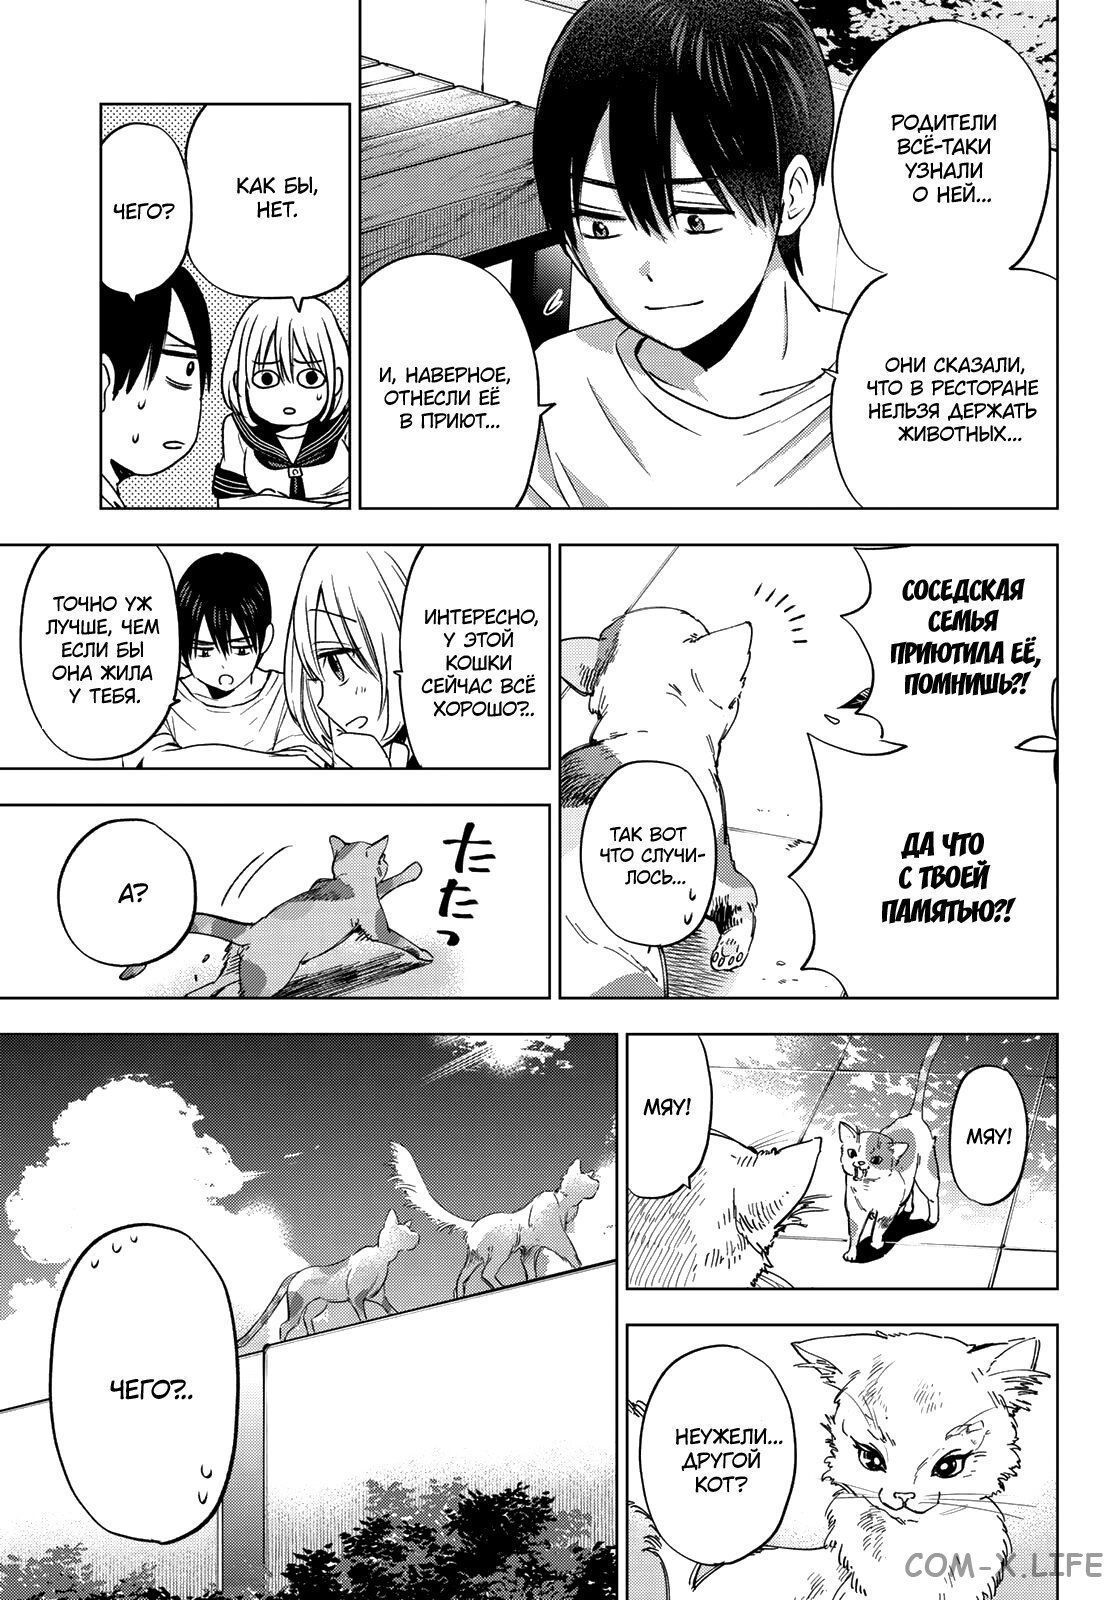 РОДИТЕЛИ
ВСЁ-ТАКИ
УЗНАЛИ
О НЕЙ...
ОНИ СКАЗАЛИ,
ЧТО В РЕСТОРАНЕ
НЕЛЬЗЯ ДЕРЖАТЬ
ЖИВОТНЫХ...
И, НАВЕРНОЕ,
ОТНЕСЛИ ЕЁ
В ПРИЮТ...
КАК БЫ,
НЕТ.
ЧЕГО?
СОСЕДСКАЯ
СЕМЬЯ
ПРИЮТИЛА ЕЁ,
ПОМНИШЬ?!
ДА ЧТО
С ТВОЕЙ
ПАМЯТЬЮ?!
ТАК ВОТ
ЧТО СЛУЧИ-
ЛОСЬ...
ИНТЕРЕСНО,
У ЭТОЙ
КОШКИ
СЕЙЧАС ВСЁ
ХОРОШО?..
ТОЧНО УЖ
ЛУЧШЕ, ЧЕМ
ЕСЛИ БЫ
ОНА ЖИЛА
У ТЕБЯ.
たたたっ
А?
МЯУ!
МЯУ!
НЕУЖЕЛИ...
ДРУГОЙ
КОТ?
ЧЕГО?..
COM-X.LIFE